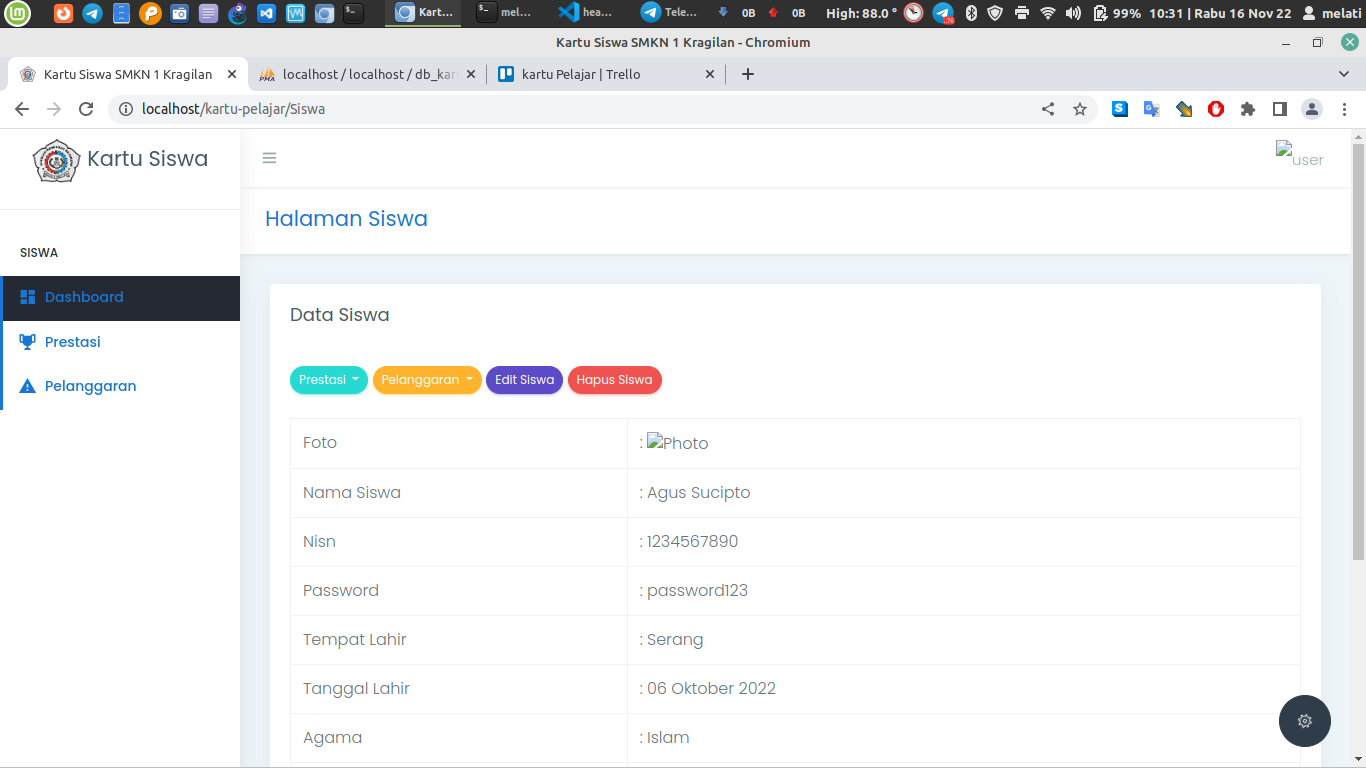 High: 88.0 °
76
0B 0B
99% 10:31 | Rabu 16 Nov 22 melati
Kart... mel... hea... Tele...
Kartu Siswa SMKN 1 Kragilan - Chromium
Kartu Siswa SMKN 1 Kragilan
PMA localhost / localhost / db_kar
kartu Pelajar | Trello
localhost/kartu-pelajar/Siswa
Kartu Siswa
user
Halaman Siswa
SISWA
Dashboard
Prestasi
Pelanggaran
Data Siswa
Prestasi Pelanggaran Edit Siswa Hapus Siswa
Foto : Photo
Nama Siswa : Agus Sucipto
Nisn : 1234567890
Password : password123
Tempat Lahir : Serang
Tanggal Lahir : 06 Oktober 2022
Agama : Islam